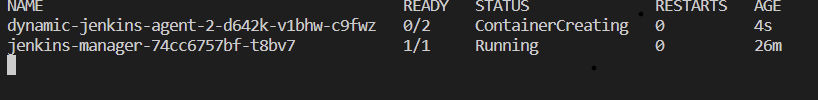 NAME READY STATUS RESTARTS AGE
dynamic-jenkins-agent-2-d642k-v1bhw-c9fwz 0/2 ContainerCreating 0 4s
jenkins-manager-74cc6757bf-t8bv7 1/1 Running 0 26m